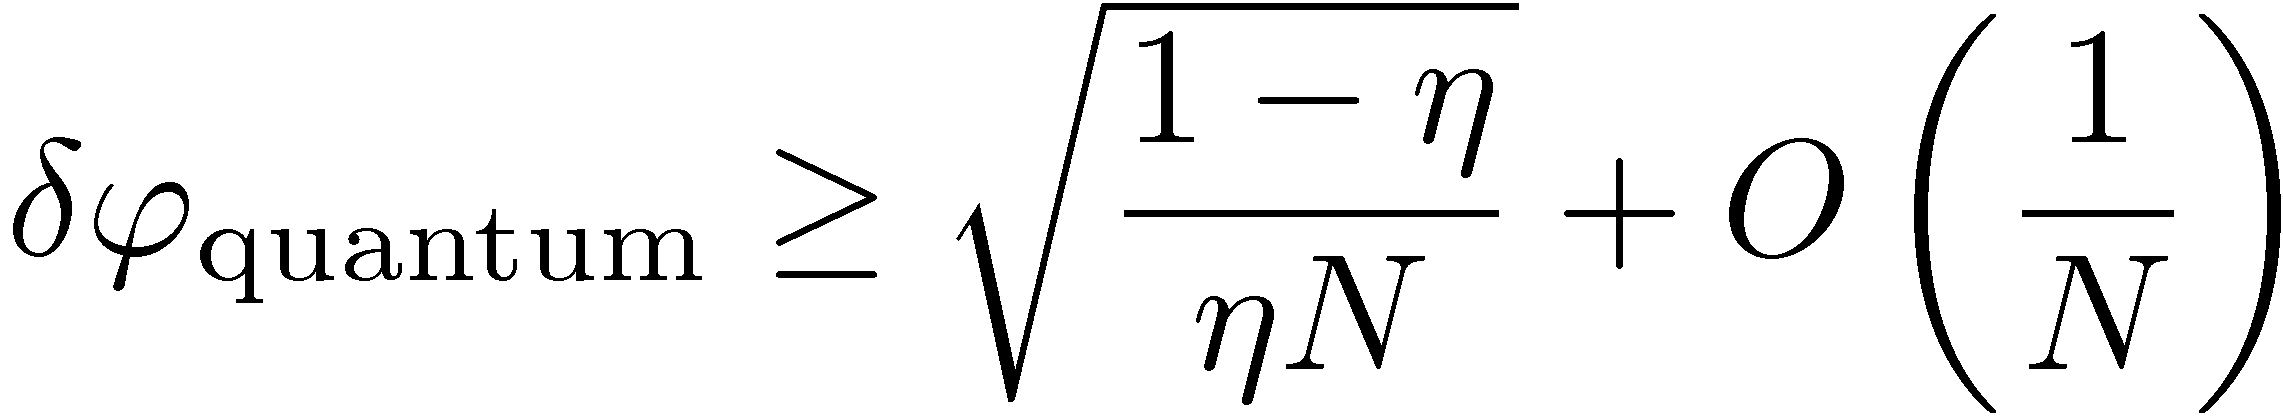 δφ_quantum ≥ √((1 − η)/(ηN)) + O(1/N)